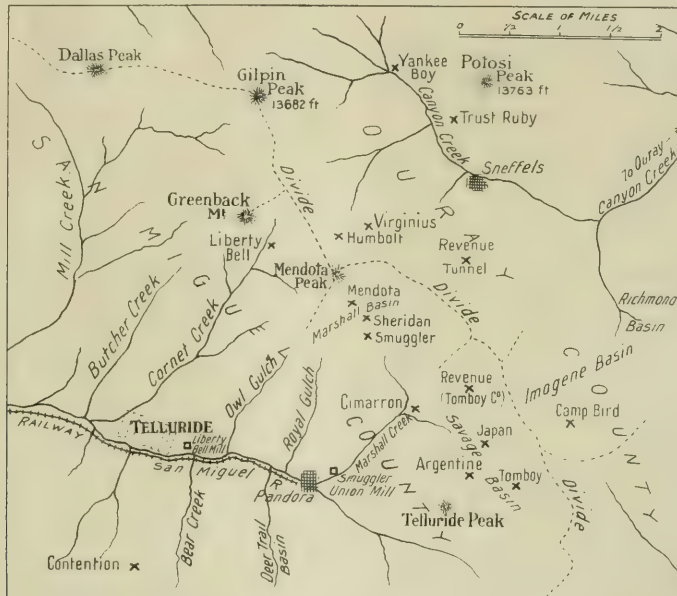 SCALE OF MILES
0 1/2 1 1 1/2 2
Dallas Peak
Gilpin
Peak
13682 ft
Yankee
Boy
Potosi
Peak
13763 ft
Trust Ruby
Canyon Creek
Sneffels
To Ouray
Canyon Creek
SAN MIGUEL COUNTY
OURAY COUNTY
Mill Creek
Greenback
Mt
Divide
Liberty
Bell
Virginius
Humbolt
Revenue
Tunnel
Mendota
Peak
Divide
Richmond
Basin
Butcher Creek
Cornet Creek
Mendota
Marshall Basin
Sheridan
Smuggler
Imogene Basin
Owl Gulch
Royal Gulch
Cimarron
Revenue
(Tomboy Co)
Camp Bird
RAILWAY
TELLURIDE
Liberty
Bell Mill
San Miguel R
Marshall Creek
Japan
Savage Basin
Argentine
Tomboy
Divide
Pandora
Smuggler
Union Mill
Telluride Peak
Bear Creek
Deer Trail
Basin
Contention